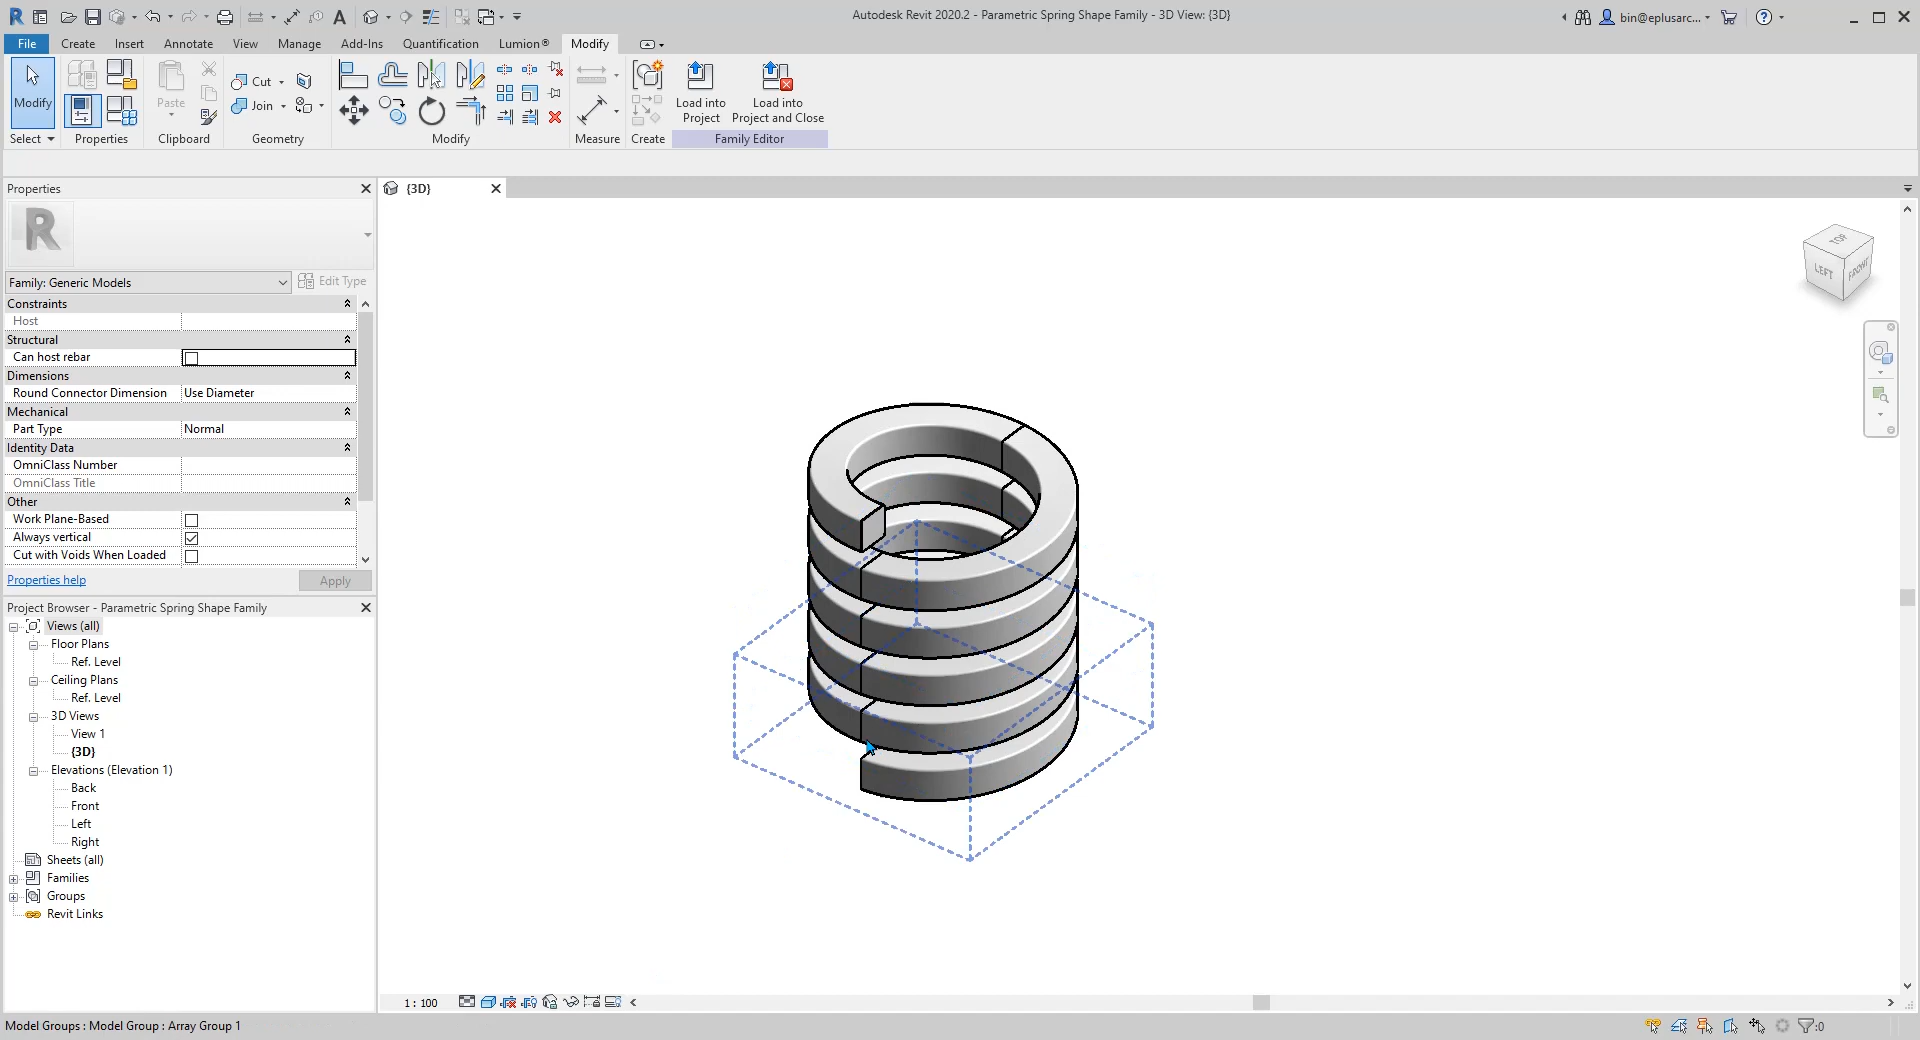 Autodesk Revit 2020.2 - Parametric Spring Shape Family - 3D View: {3D}
bin@eplusarc...
File Create Insert Annotate View Manage Add-Ins Quantification Lumion® Modify
Modify
Paste
Cut
Join
Load into
Project
Load into
Project and Close
Select Properties Clipboard Geometry Modify Measure Create Family Editor
Properties
{3D}
R
Family: Generic Models
Edit Type
Constraints
Host
Structural
Can host rebar
Dimensions
Round Connector Dimension Use Diameter
Mechanical
Part Type Normal
Identity Data
OmniClass Number
OmniClass Title
Other
Work Plane-Based
Always vertical
Cut with Voids When Loaded
Properties help
Apply
Project Browser - Parametric Spring Shape Family
Views (all)
Floor Plans
Ref. Level
Ceiling Plans
Ref. Level
3D Views
View 1
{3D}
Elevations (Elevation 1)
Back
Front
Left
Right
Sheets (all)
Families
Groups
Revit Links
TOP
LEFT
FRONT
1 : 100
Model Groups : Model Group : Array Group 1
:0